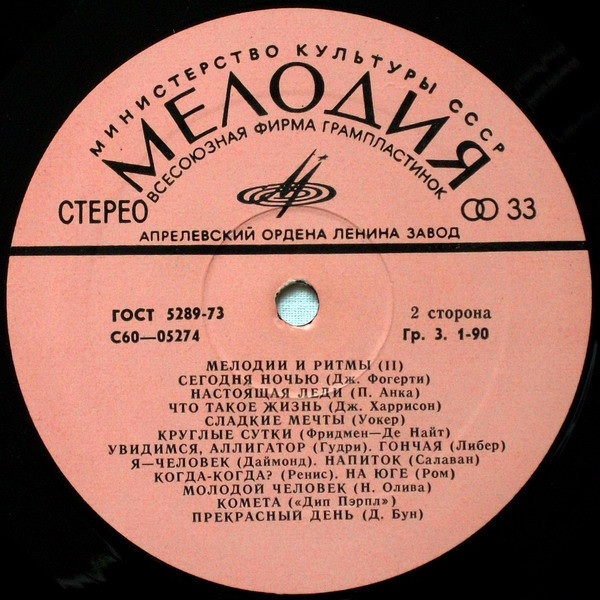 МИНИСТЕРСТВО КУЛЬТУРЫ СССР
МЕЛОДИЯ
ВСЕСОЮЗНАЯ ФИРМА ГРАМПЛАСТИНОК
СТЕРЕО
33
АПРЕЛЕВСКИЙ ОРДЕНА ЛЕНИНА ЗАВОД
ГОСТ 5289-73
2 сторона
С60—05274
Гр. 3. 1-90
МЕЛОДИИ И РИТМЫ (II)
СЕГОДНЯ НОЧЬЮ (Дж. Фогерти)
НАСТОЯЩАЯ ЛЕДИ (П. Анка)
ЧТО ТАКОЕ ЖИЗНЬ (Дж. Харрисон)
СЛАДКИЕ МЕЧТЫ (Уокер)
КРУГЛЫЕ СУТКИ (Фридмен—Де Найт)
УВИДИМСЯ, АЛЛИГАТОР (Гудри). ГОНЧАЯ (Либер)
Я—ЧЕЛОВЕК (Даймонд). НАПИТОК (Салаван)
КОГДА-КОГДА? (Ренис). НА ЮГЕ (Ром)
МОЛОДОЙ ЧЕЛОВЕК (Н. Олива)
КОМЕТА («Дип Пэрпл»)
ПРЕКРАСНЫЙ ДЕНЬ (Д. Бун)